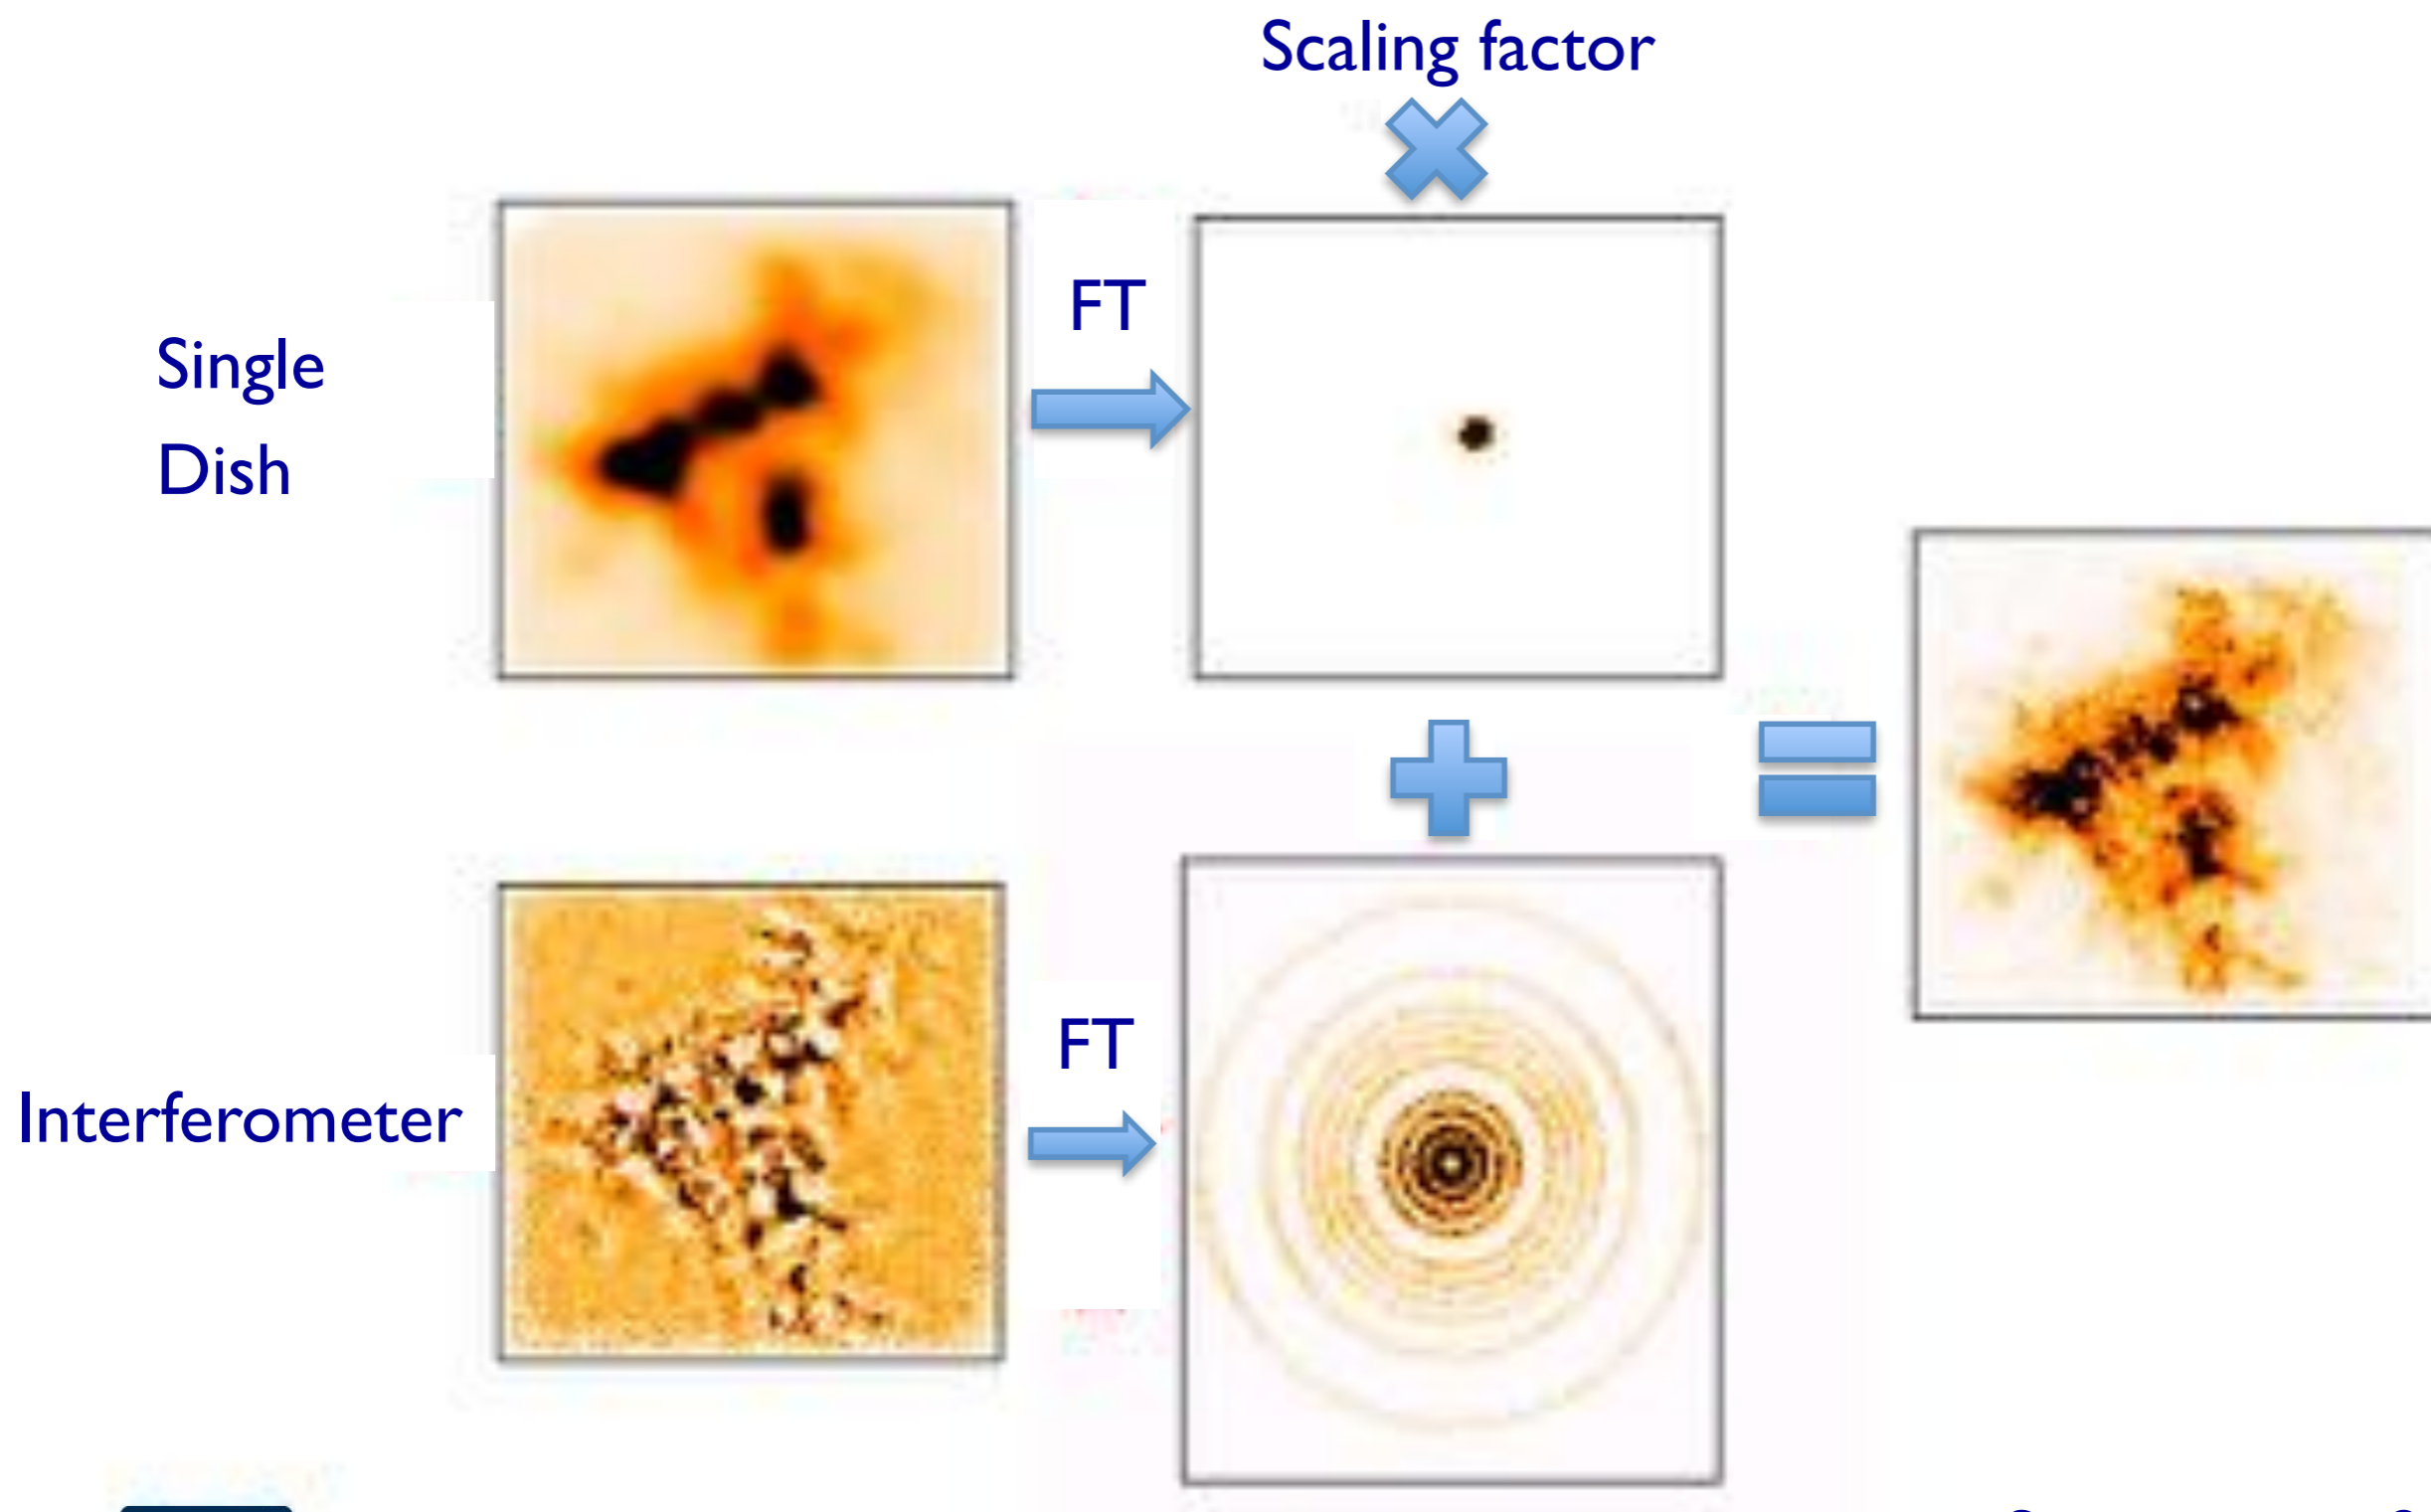 Scaling factor
FT
Single
Dish
FT
Interferometer